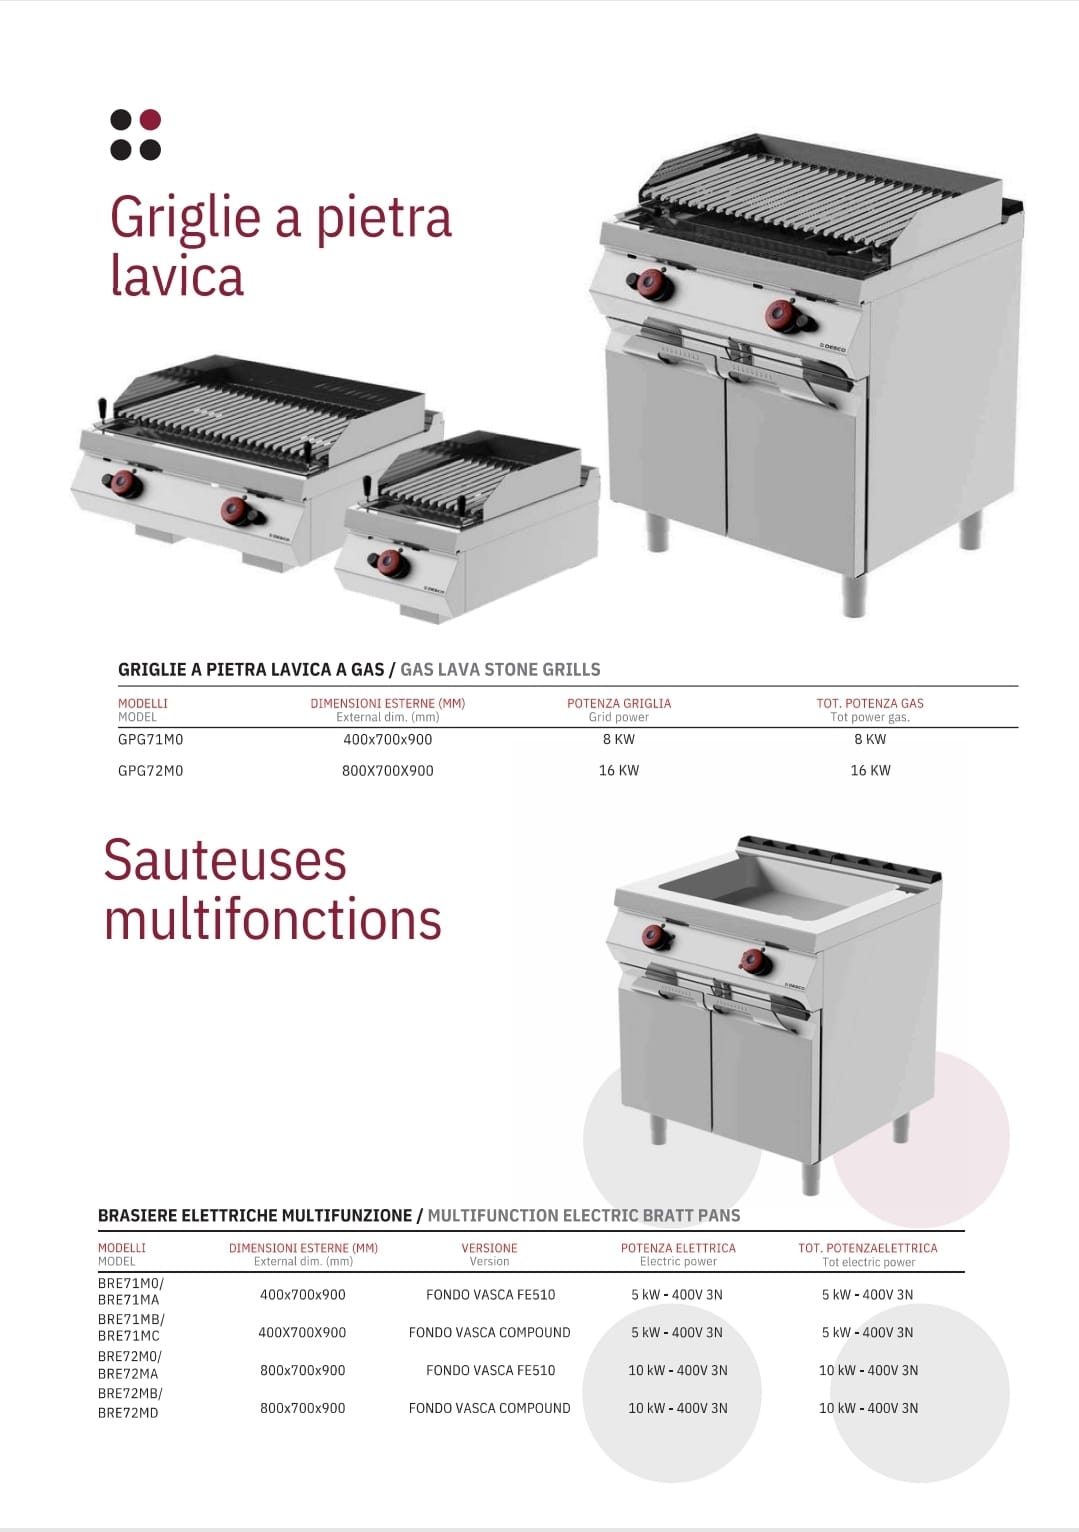 Griglie a pietra
lavica
DESCO
DESCO
DESCO
GRIGLIE A PIETRA LAVICA A GAS / GAS LAVA STONE GRILLS
MODELLI DIMENSIONI ESTERNE (MM) POTENZA GRIGLIA TOT. POTENZA GAS
MODEL External dim. (mm) Grid power Tot power gas.
GPG71M0 400x700x900 8 KW 8 KW
GPG72M0 800X700X900 16 KW 16 KW
Sauteuses
multifonctions
DESCO
BRASIERE ELETTRICHE MULTIFUNZIONE / MULTIFUNCTION ELECTRIC BRATT PANS
MODELLI DIMENSIONI ESTERNE (MM) VERSIONE POTENZA ELETTRICA TOT. POTENZAELETTRICA
MODEL External dim. (mm) Version Electric power Tot electric power
BRE71M0/
BRE71MA 400x700x900 FONDO VASCA FE510 5 kW - 400V 3N 5 kW - 400V 3N
BRE71MB/
BRE71MC 400X700X900 FONDO VASCA COMPOUND 5 kW - 400V 3N 5 kW - 400V 3N
BRE72M0/
BRE72MA 800x700x900 FONDO VASCA FE510 10 kW - 400V 3N 10 kW - 400V 3N
BRE72MB/
BRE72MD 800x700x900 FONDO VASCA COMPOUND 10 kW - 400V 3N 10 kW - 400V 3N